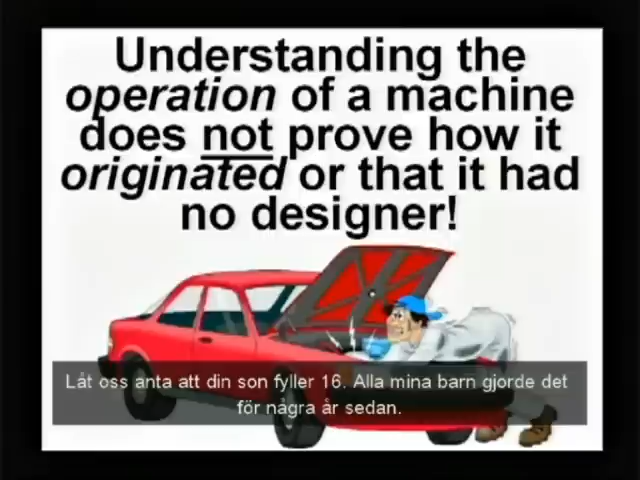 Understanding the
operation of a machine
does not prove how it
originated or that it had
no designer!
Låt oss anta att din son fyller 16. Alla mina barn gjorde det
för några år sedan.